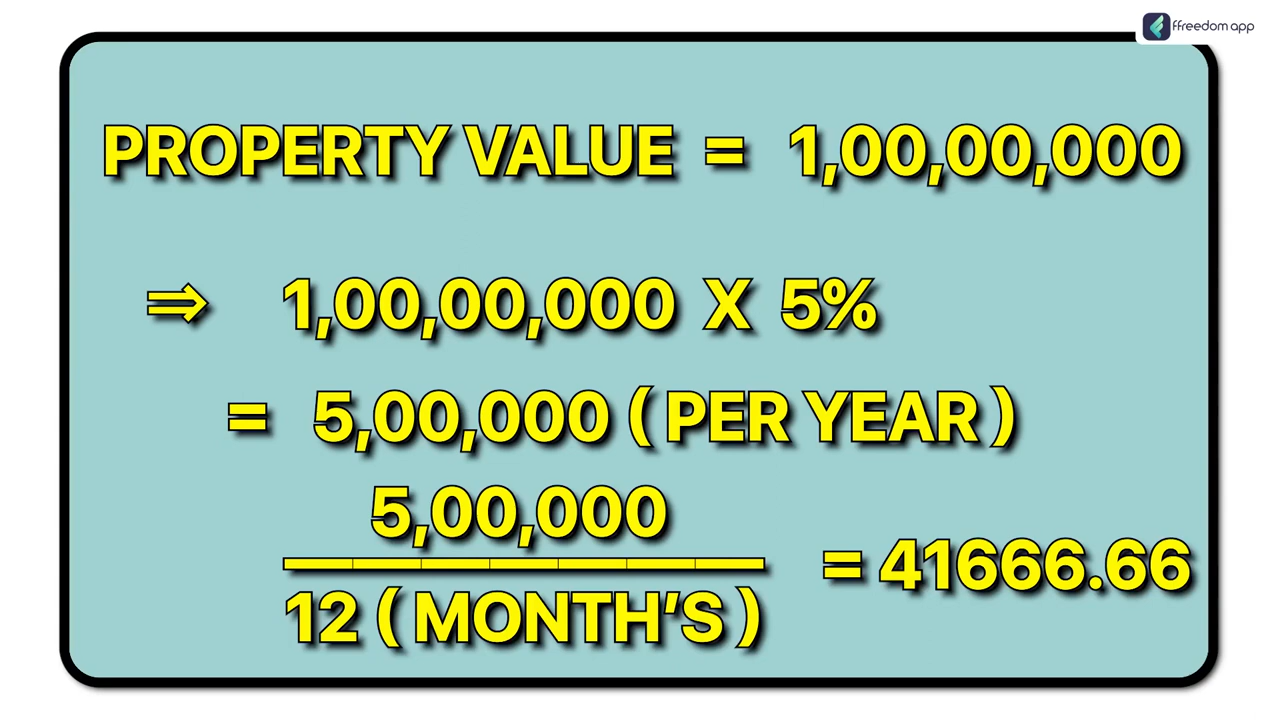 ffreedom app
PROPERTY VALUE = 1,00,00,000
⇒ 1,00,00,000 X 5%
= 5,00,000 ( PER YEAR )
5,00,000
12 ( MONTH'S )
= 41666.66